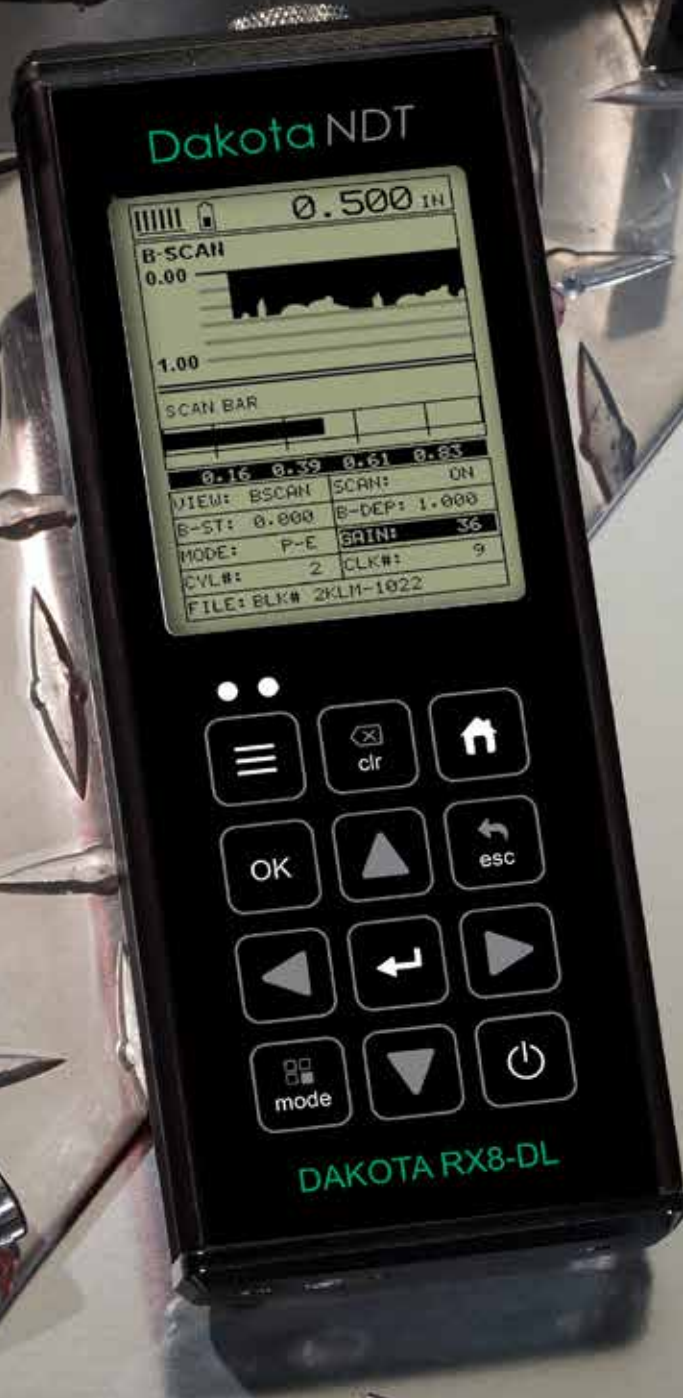 Dakota NDT
0.500 IN
B-SCAN
0.00
1.00
SCAN BAR
0.16 0.39 0.61 0.83
VIEW: BSCAN SCAN: ON
B-ST: 0.000 B-DEP: 1.000
MODE: P-E GAIN: 36
CYL#: 2 CLK#: 9
FILE: BLK# 2KLM-1022
clr
OK
esc
mode
DAKOTA RX8-DL